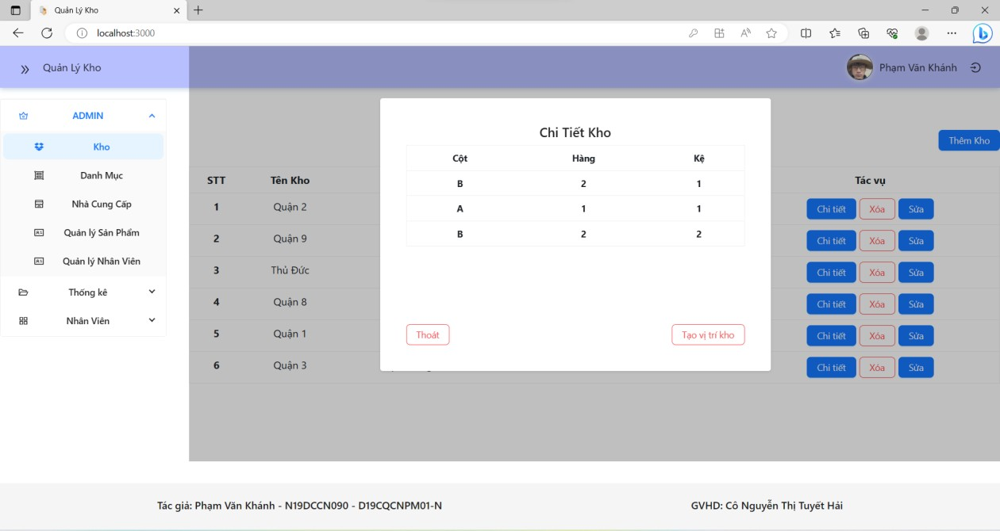 Quản Lý Kho
localhost:3000
Quản Lý Kho
Phạm Văn Khánh
ADMIN
Kho
Danh Mục
Nhà Cung Cấp
Quản lý Sản Phẩm
Quản lý Nhân Viên
Thống kê
Nhân Viên
Thêm Kho
STT Tên Kho Tác vụ
1 Quận 2 Chi tiết Xóa Sửa
2 Quận 9 Chi tiết Xóa Sửa
3 Thủ Đức Chi tiết Xóa Sửa
4 Quận 8 Chi tiết Xóa Sửa
5 Quận 1 Chi tiết Xóa Sửa
6 Quận 3 Chi tiết Xóa Sửa
Chi Tiết Kho
Cột Hàng Kệ
B 2 1
A 1 1
B 2 2
Thoát Tạo vị trí kho
Tác giả: Phạm Văn Khánh - N19DCCN090 - D19CQCNPM01-N
GVHD: Cô Nguyễn Thị Tuyết Hải